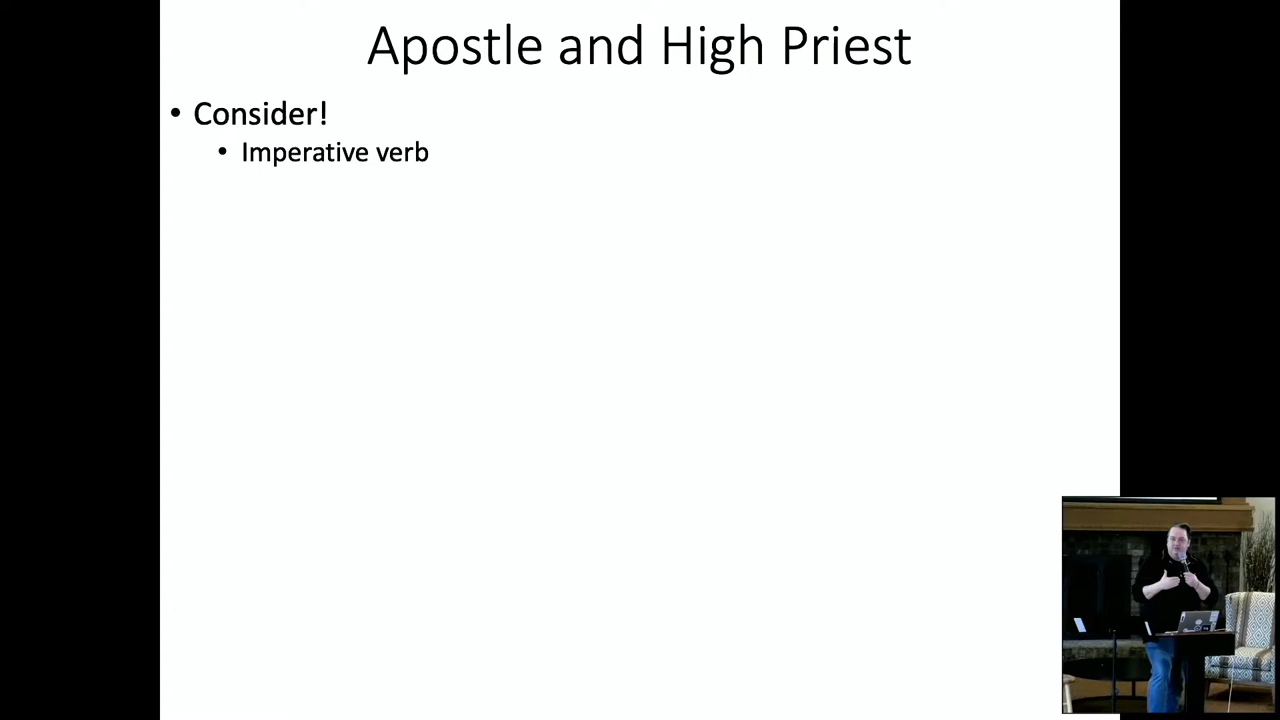 Apostle and High Priest
• Consider!
• Imperative verb